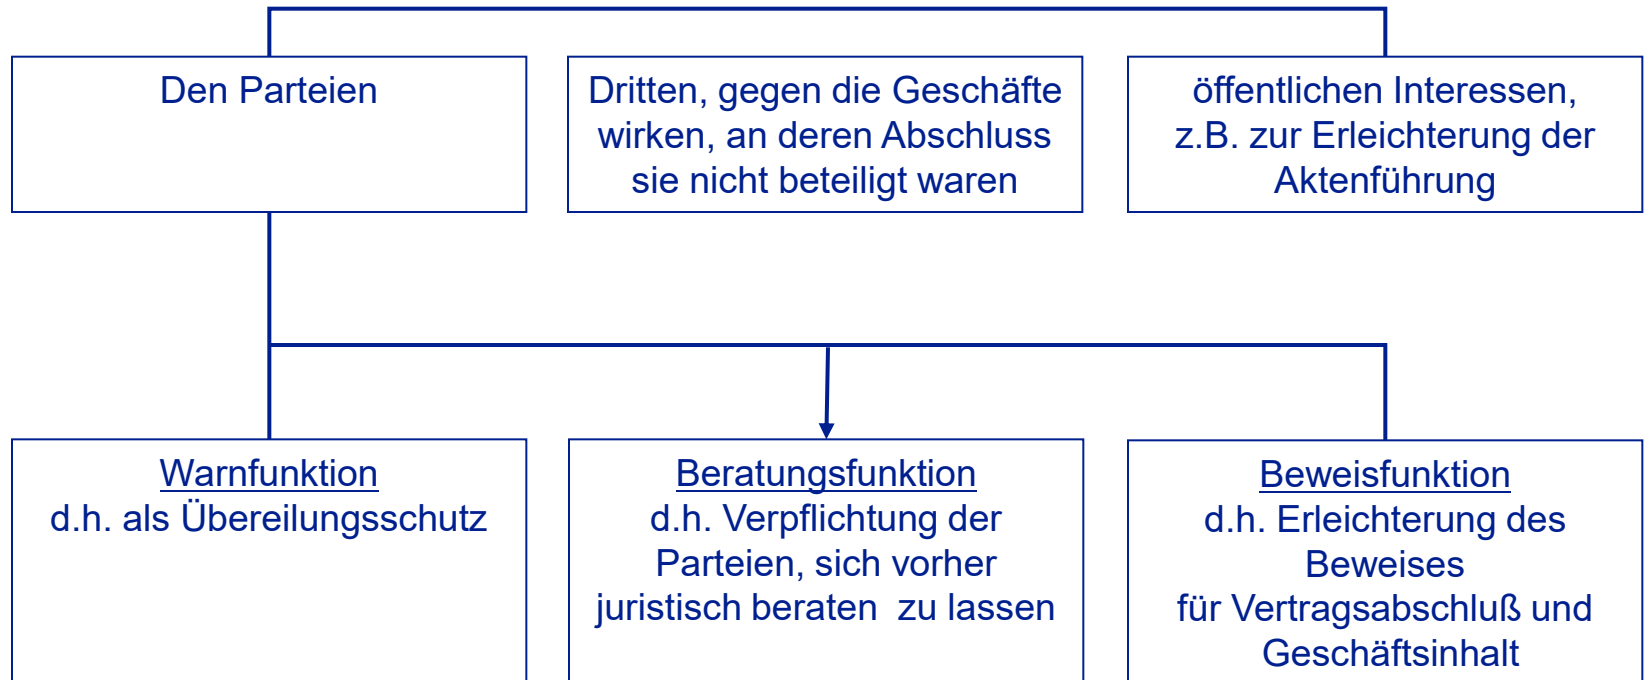 Den Parteien
Dritten, gegen die Geschäfte
wirken, an deren Abschluss
sie nicht beteiligt waren
öffentlichen Interessen,
z.B. zur Erleichterung der
Aktenführung
Warnfunktion
d.h. als Übereilungsschutz
Beratungsfunktion
d.h. Verpflichtung der
Parteien, sich vorher
juristisch beraten  zu lassen
Beweisfunktion
d.h. Erleichterung des
Beweises
für Vertragsabschluß und
Geschäftsinhalt